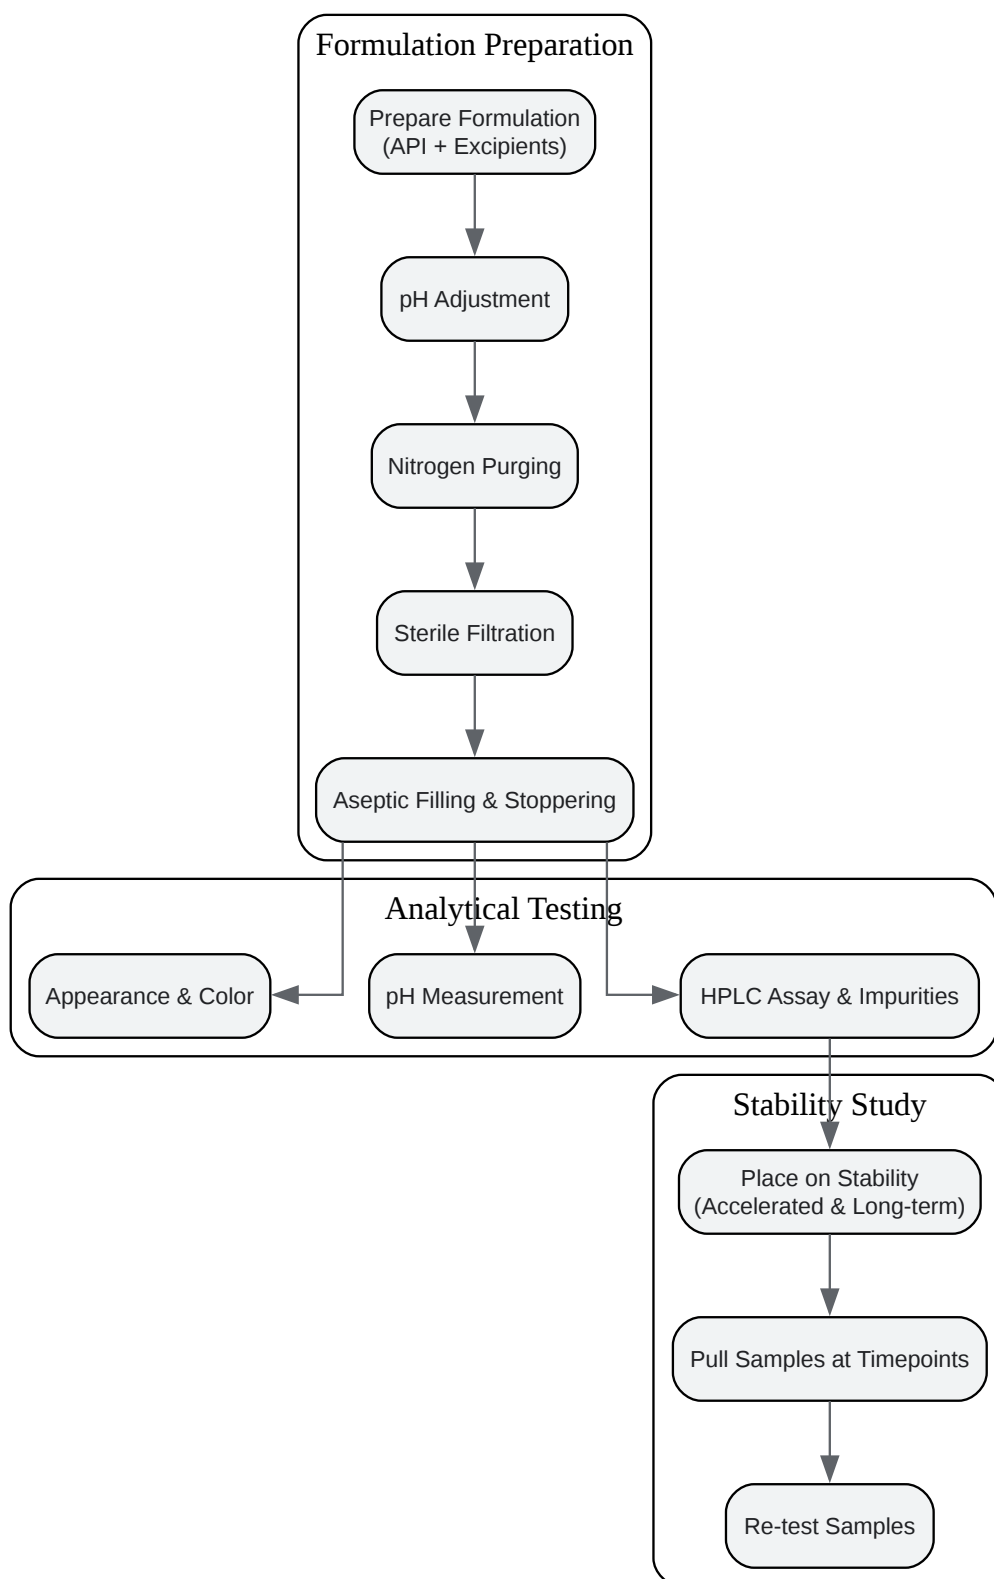 Formulation Preparation
Prepare Formulation
(API + Excipients)
pH Adjustment
Nitrogen Purging
Sterile Filtration
Aseptic Filling & Stoppering
Analytical Testing
Appearance & Color
pH Measurement
HPLC Assay & Impurities
Stability Study
Place on Stability
(Accelerated & Long-term)
Pull Samples at Timepoints
Re-test Samples